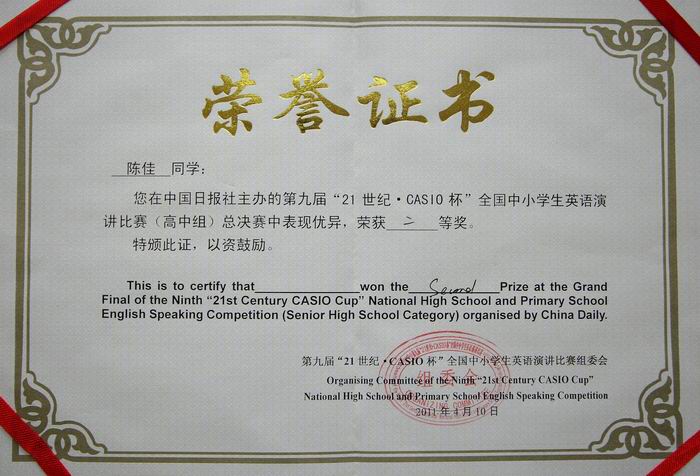 荣誉证书
陈佳 同学：
您在中国日报社主办的第九届“21世纪·CASIO杯”全国中小学生英语演
讲比赛（高中组）总决赛中表现优异，荣获 二 等奖。
特颁此证，以资鼓励。
This is to certify that won the Second Prize at the Grand
Final of the Ninth “21st Century CASIO Cup” National High School and Primary School
English Speaking Competition (Senior High School Category) organised by China Daily.
第九届“21世纪·CASIO杯”全国中小学生英语演讲比赛组委会
组委会
Organising Committee of the Ninth “21st Century CASIO Cup”
National High School and Primary School English Speaking Competition
2011年4月10日